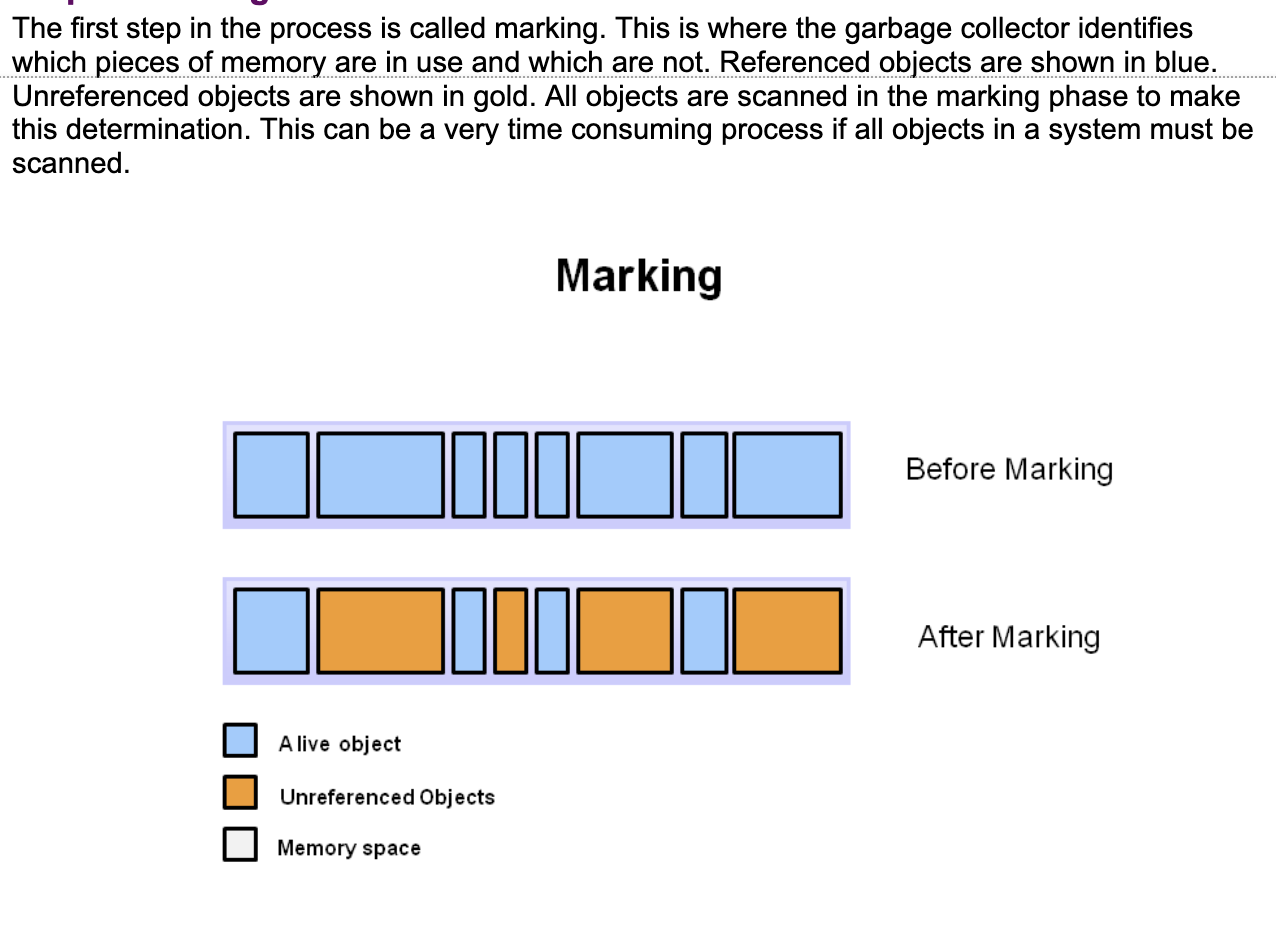 The first step in the process is called marking. This is where the garbage collector identifies
which pieces of memory are in use and which are not. Referenced objects are shown in blue.
Unreferenced objects are shown in gold. All objects are scanned in the marking phase to make
this determination. This can be a very time consuming process if all objects in a system must be
scanned.
Marking
Before Marking
After Marking
A live object
Unreferenced Objects
Memory space